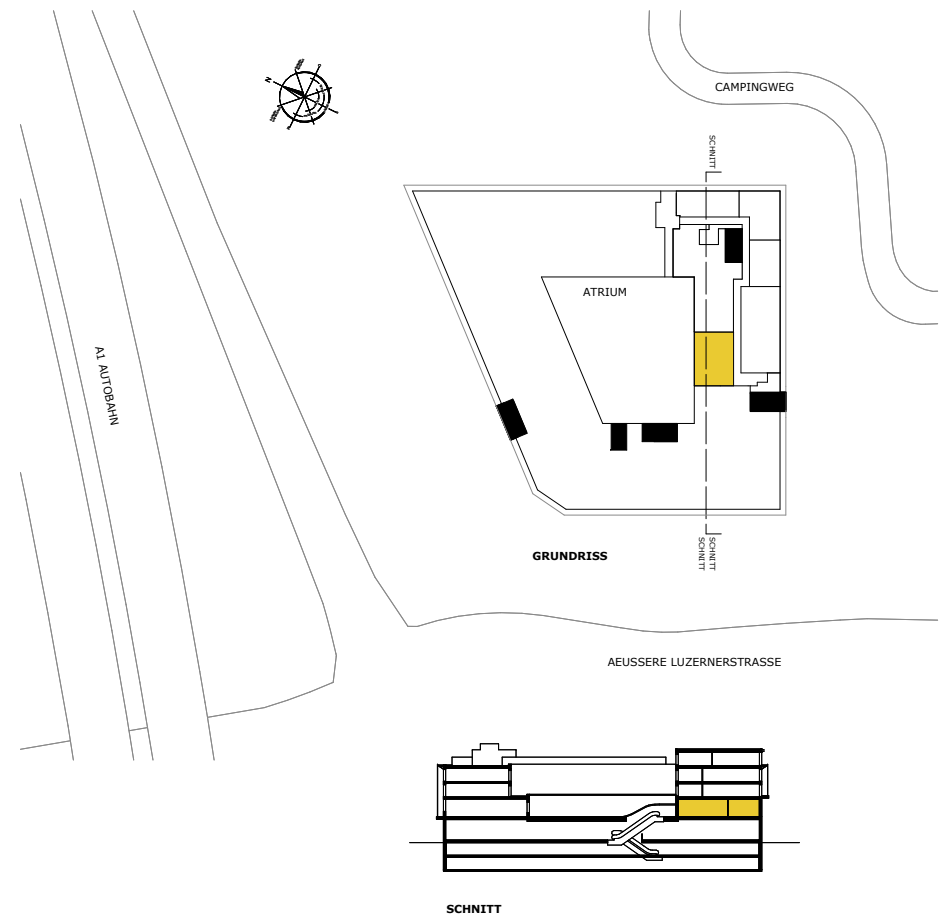 CAMPINGWEG
N
SCHNITT
ATRIUM
A1 AUTOBAHN
SCHNITT
SCHNITT
GRUNDRISS
AEUSSERE LUZERNERSTRASSE
SCHNITT